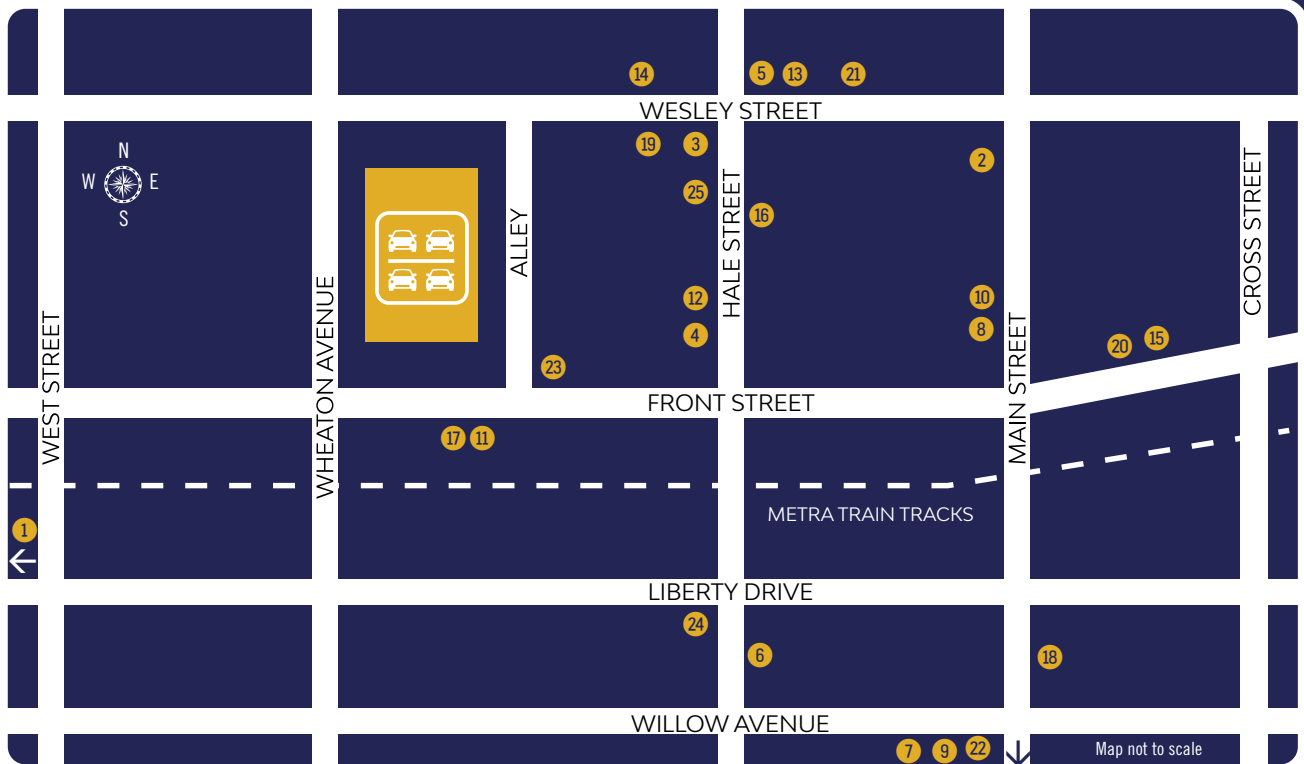 14
5
13
21
WESLEY STREET
N
W E
S
19
3
2
25
16
ALLEY
HALE STREET
CROSS STREET
12
10
4
8
20
15
23
WEST STREET
WHEATON AVENUE
MAIN STREET
FRONT STREET
17
11
METRA TRAIN TRACKS
1
LIBERTY DRIVE
24
6
18
WILLOW AVENUE
7
9
22
Map not to scale